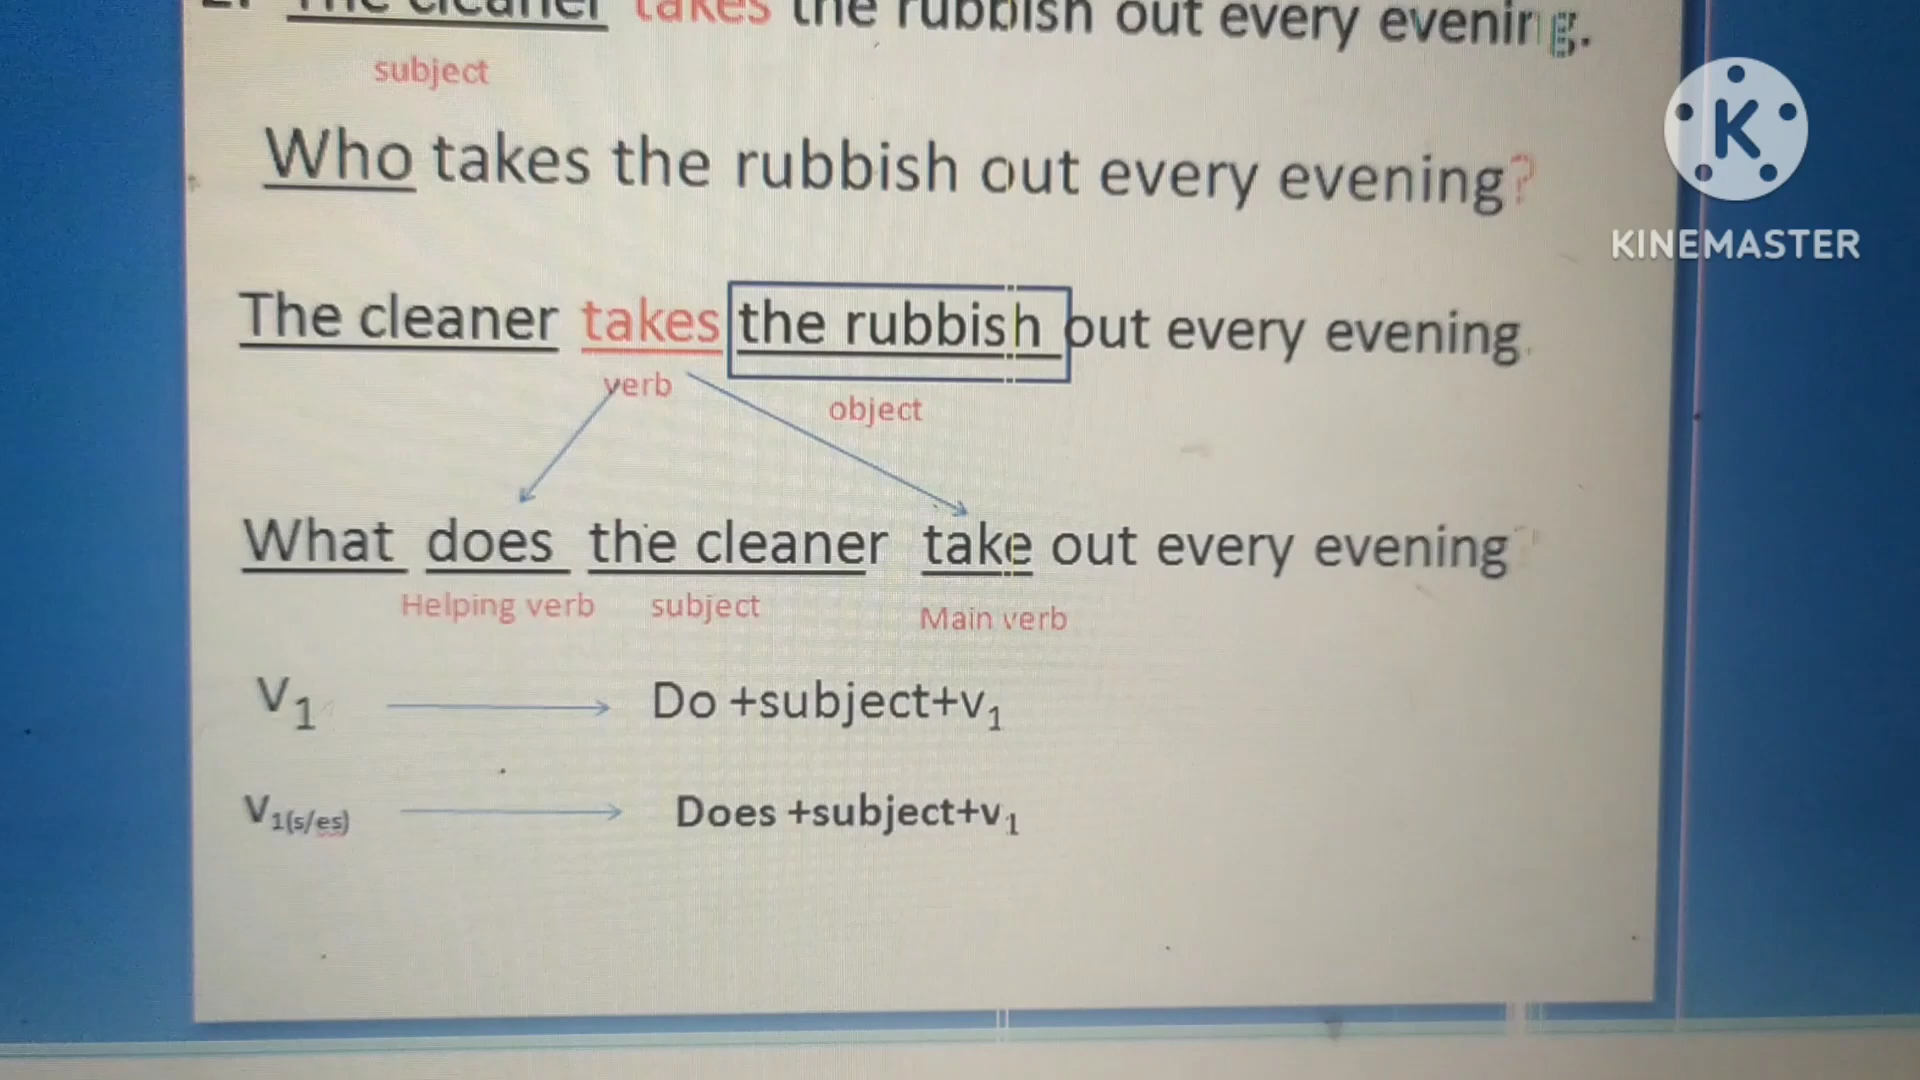 The cleaner takes the rubbish out every evening.
subject
Who takes the rubbish out every evening?
KINEMASTER
The cleaner takes the rubbish out every evening.
verb
object
What does the cleaner take out every evening
Helping verb subject Main verb
V1 Do +subject+v1
V1(s/es) Does +subject+v1